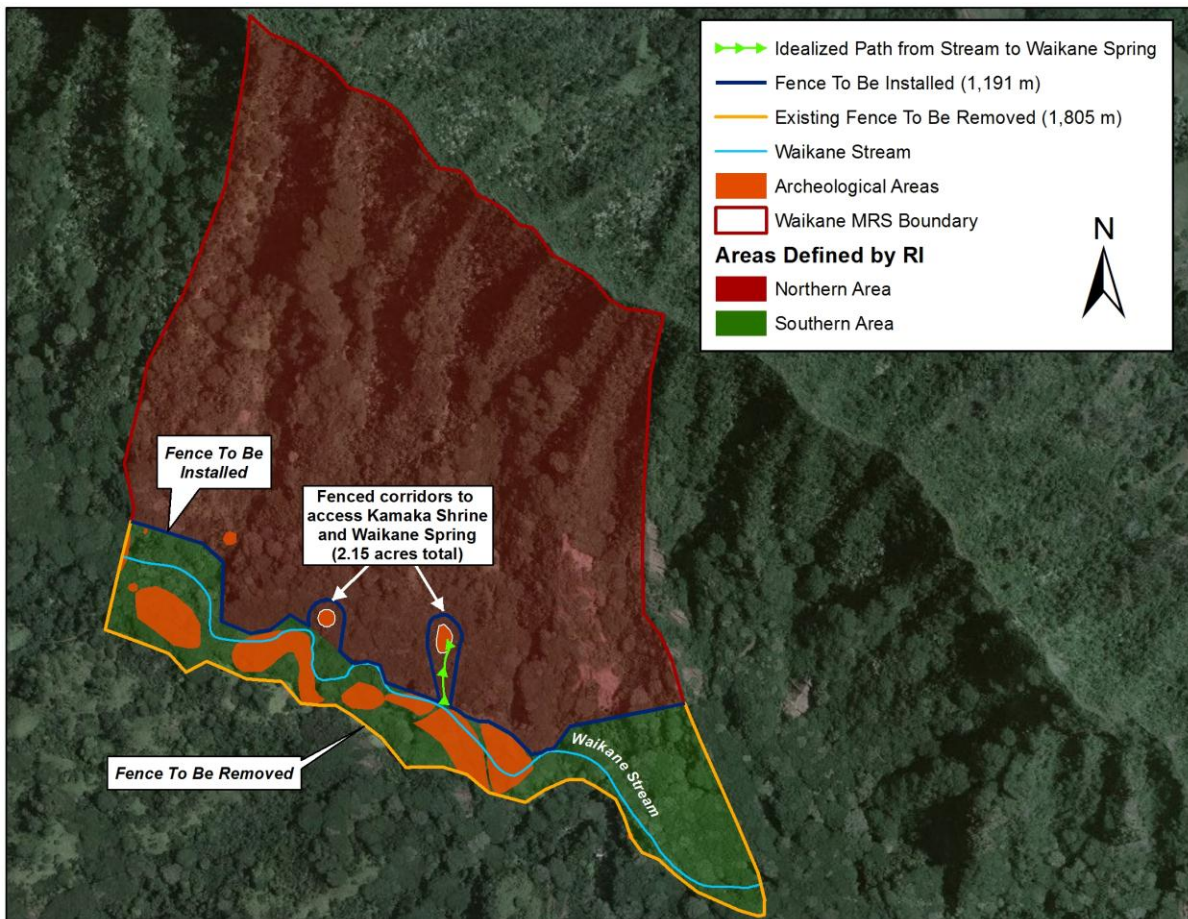 Idealized Path from Stream to Waikane Spring
Fence To Be Installed (1,191 m)
Existing Fence To Be Removed (1,805 m)
Waikane Stream
Archeological Areas
Waikane MRS Boundary
Areas Defined by RI
Northern Area
Southern Area
N
Fence To Be
Installed
Fenced corridors to
access Kamaka Shrine
and Waikane Spring
(2.15 acres total)
Fence To Be Removed
Waikane Stream